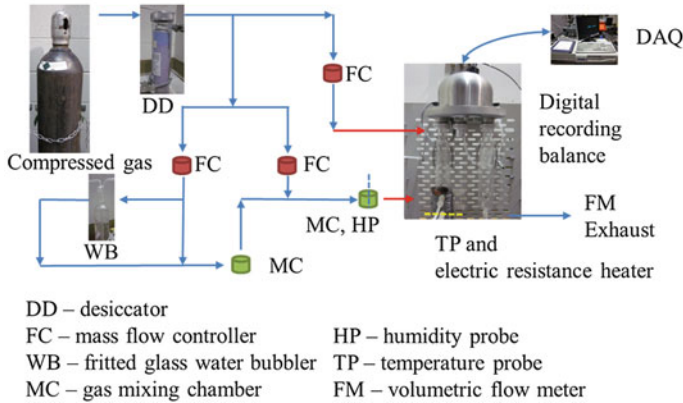 DD
FC
DAQ
Digital
recording
balance
Compressed gas
FC
FC
MC, HP
FM
Exhaust
WB
MC
TP and
electric resistance heater
DD – desiccator
FC – mass flow controller
HP – humidity probe
WB – fritted glass water bubbler
TP – temperature probe
MC – gas mixing chamber
FM – volumetric flow meter